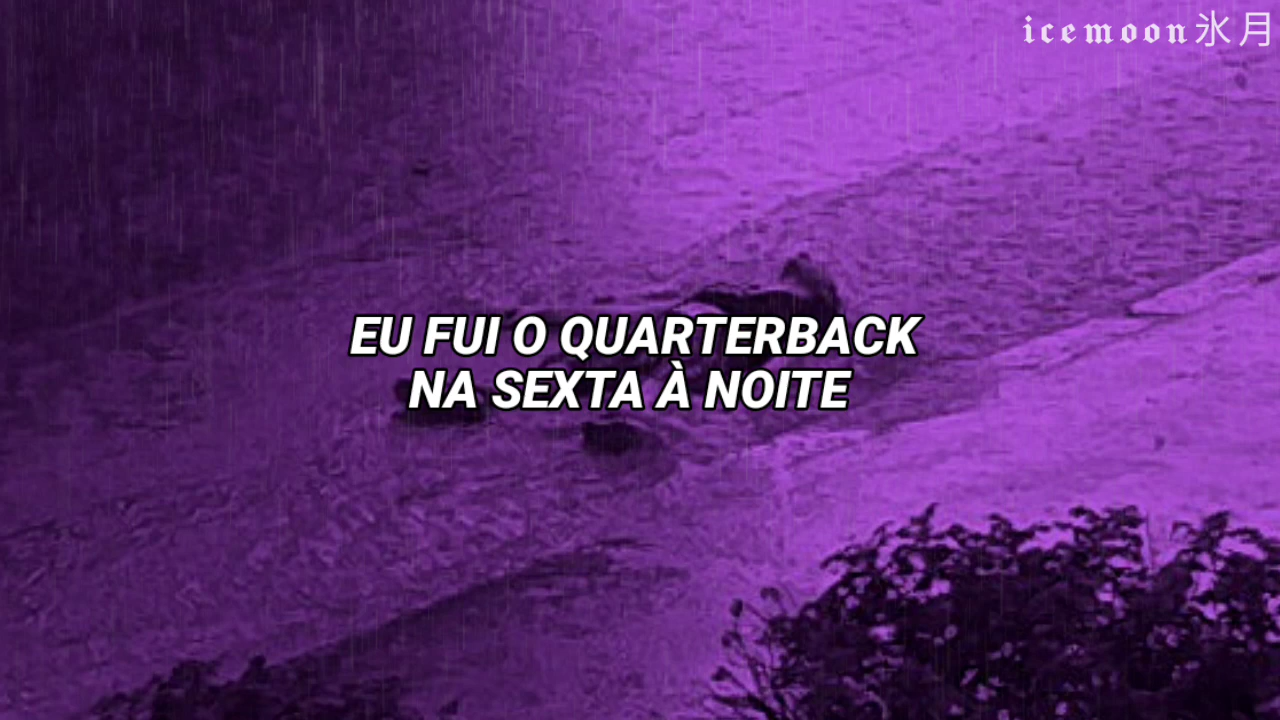 icemoon氷月
EU FUI O QUARTERBACK
NA SEXTA À NOITE